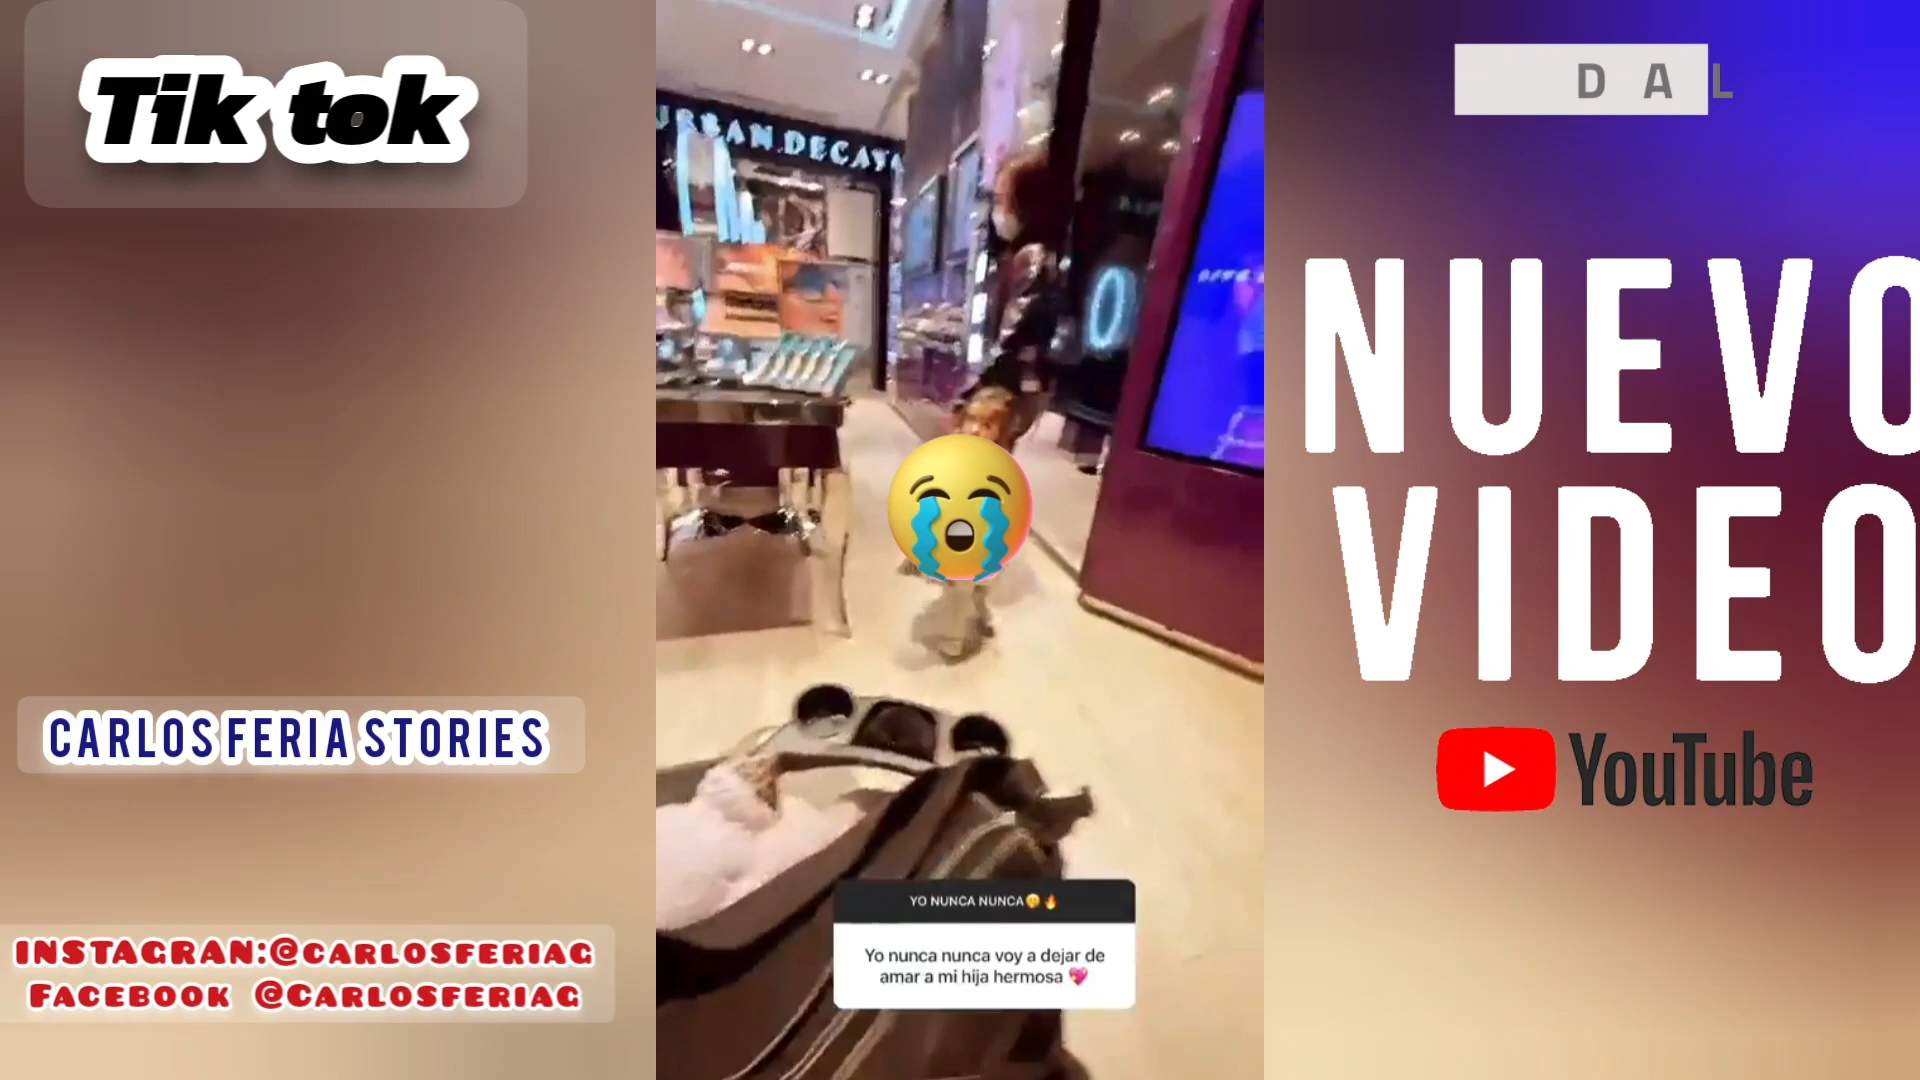 Tik tok
CARLOS FERIA STORIES
INSTAGRAN:@CARLOSFERIAG
FACEBOOK @CARLOSFERIAG
URBAN DECAY
YO NUNCA NUNCA🤭🔥
Yo nunca nunca voy a dejar de
amar a mi hija hermosa 💖
D A L
NUEVO
VIDEO
YouTube